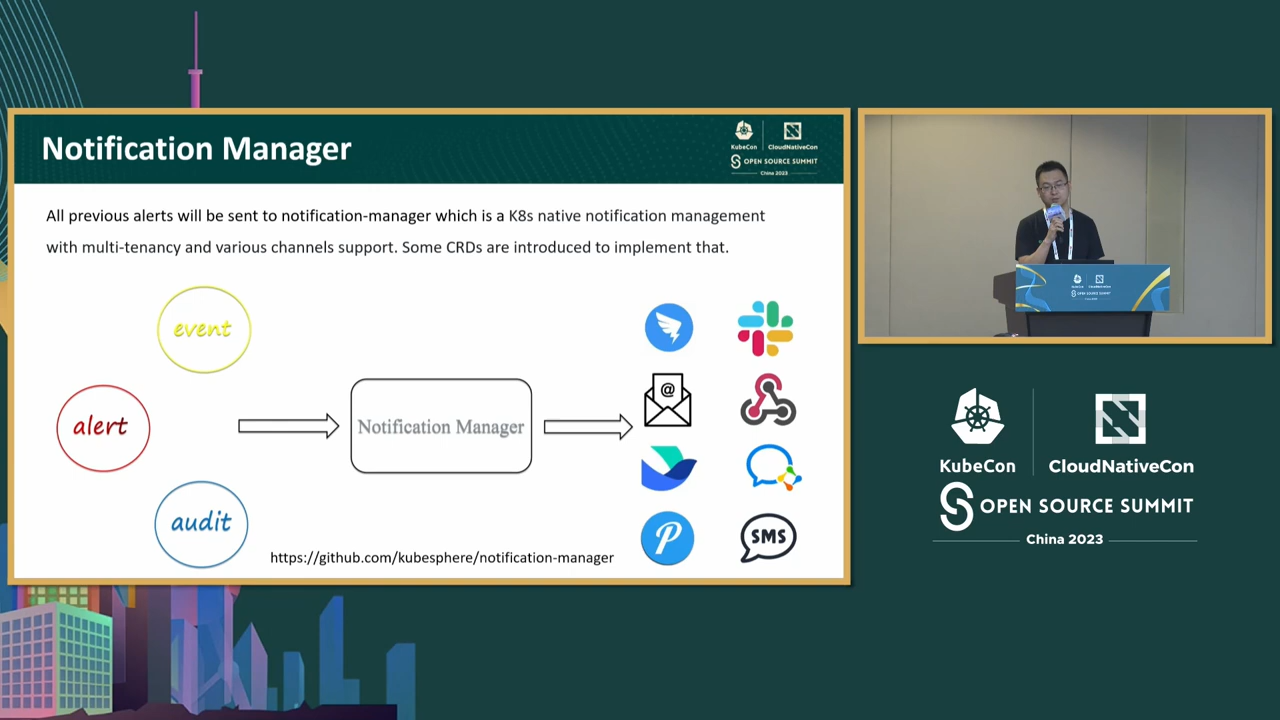 Notification Manager
KubeCon
CloudNativeCon
OPEN SOURCE SUMMIT
China 2023
All previous alerts will be sent to notification-manager which is a K8s native notification management
with multi-tenancy and various channels support. Some CRDs are introduced to implement that.
event
alert
audit
Notification Manager
@
SMS
https://github.com/kubesphere/notification-manager
KubeCon
CloudNativeCon
OPEN SOURCE SUMMIT
China 2023